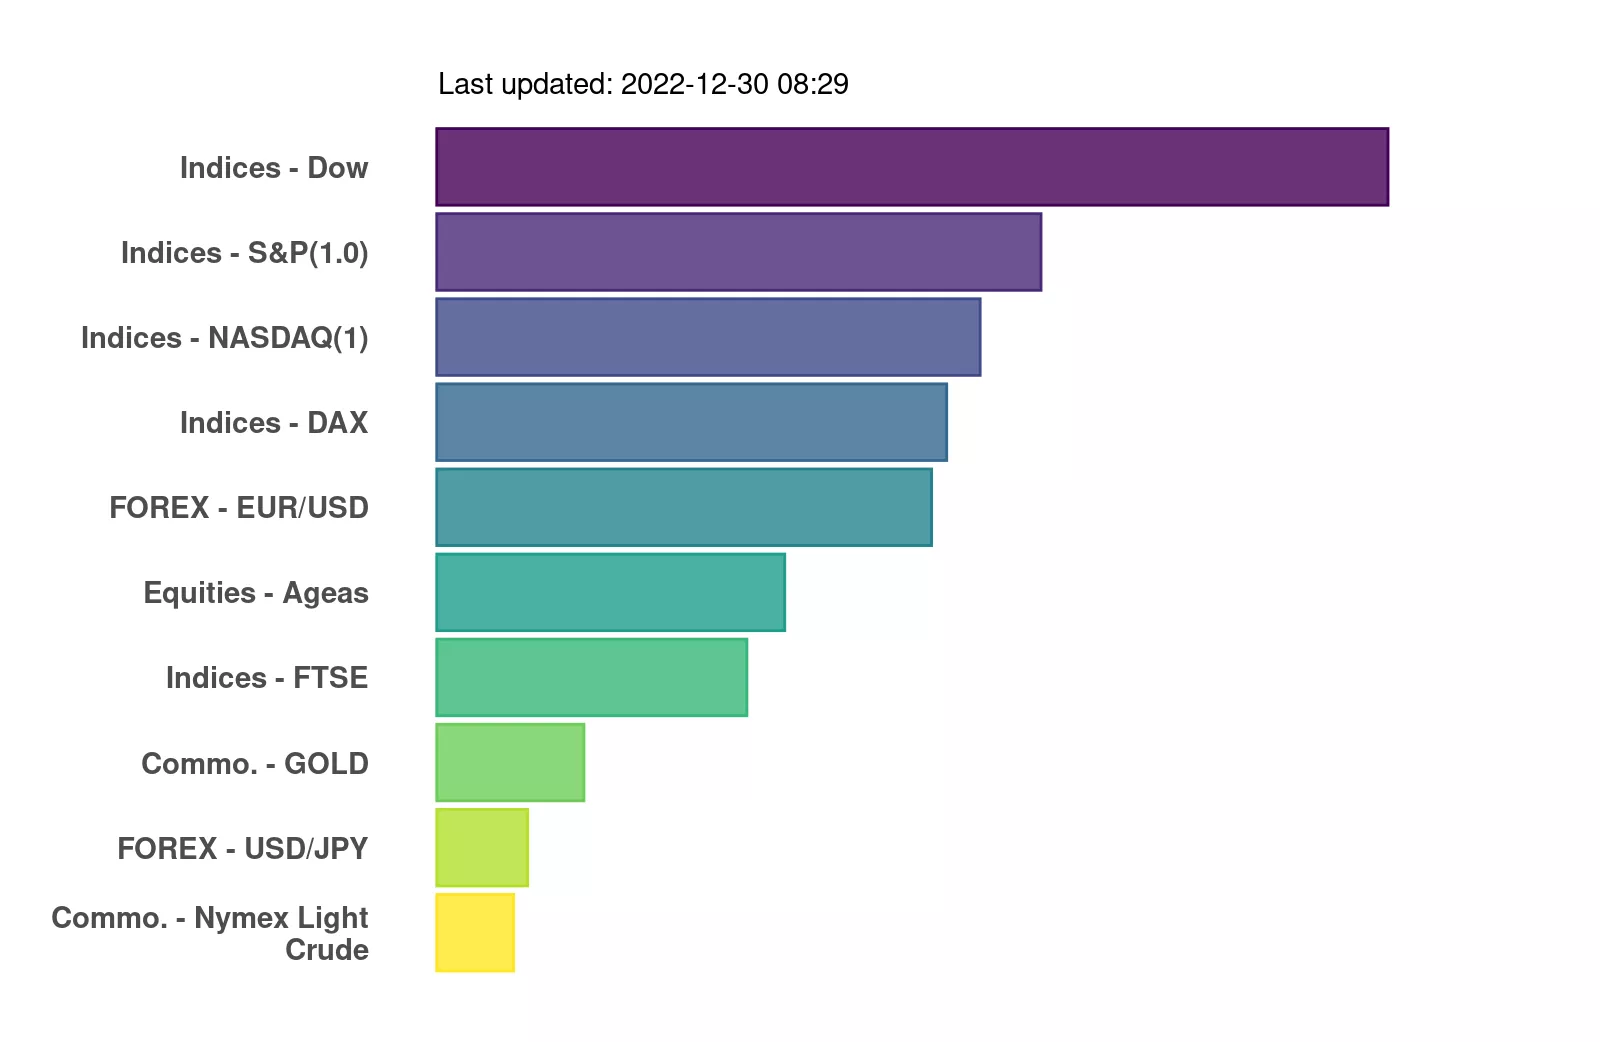 Last updated: 2022-12-30 08:29
Indices - Dow
Indices - S&P(1.0)
Indices - NASDAQ(1)
Indices - DAX
FOREX - EUR/USD
Equities - Ageas
Indices - FTSE
Commo. - GOLD
FOREX - USD/JPY
Commo. - Nymex Light
Crude